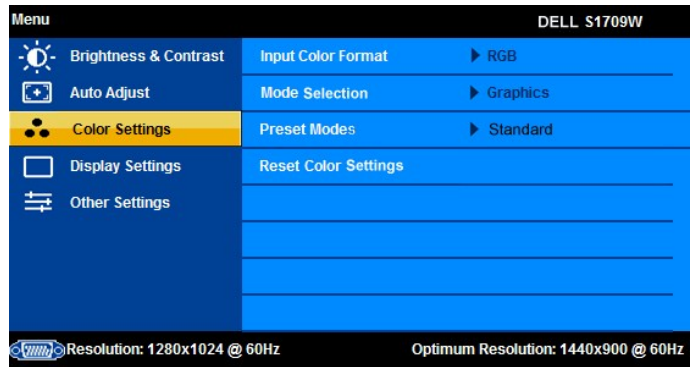 Menu DELL S1709W
Brightness & Contrast Input Color Format RGB
Auto Adjust Mode Selection Graphics
Color Settings Preset Modes Standard
Display Settings Reset Color Settings
Other Settings
Resolution: 1280x1024 @ 60Hz Optimum Resolution: 1440x900 @ 60Hz